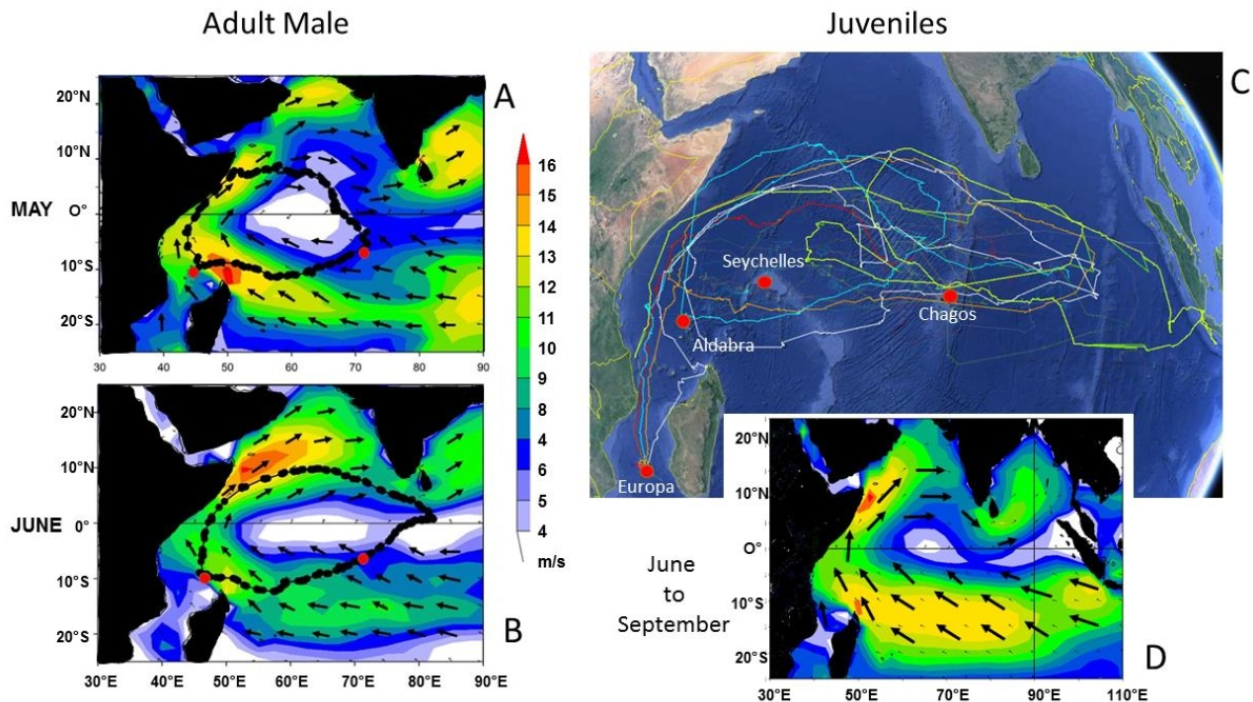 Adult Male
Juveniles
20°N
10°N
O°
10°S
20°S
MAY
A
30
40
50
60
70
80
90
16
15
14
13
12
11
10
9
8
4
6
5
4
m/s
20°N
10°N
0°
10°S
20°S
JUNE
B
30°E
40°E
50°E
60°E
70°E
80°E
90°E
C
Seychelles
Chagos
Aldabra
Europa
June
to
September
20°N
10°N
O°
10°S
20°S
D
30°E
50°E
70°E
90°E
110°E